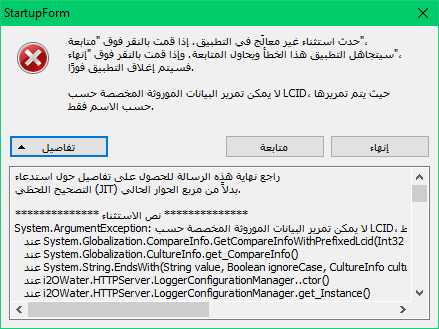 StartupForm
حدث استثناء غير معالَج في التطبيق. إذا قمت بالنقر فوق "متابعة"،
سيتجاهل التطبيق هذا الخطأ ويحاول المتابعة. وإذا قمت بالنقر فوق "إنهاء"،
فسيتم إغلاق التطبيق فورًا.
لا يمكن تمرير البيانات الموروثة المخصصة حسب LCID، حيث يتم تمريرها
حسب الاسم فقط.
تفاصيل
متابعة
إنهاء
راجع نهاية هذه الرسالة للحصول على تفاصيل حول استدعاء
التصحيح اللحظي (JIT) بدلاً من مربع الحوار الحالي.
************** نص الاستثناء **************
System.ArgumentException: لا يمكن تمرير البيانات الموروثة المخصصة حسب LCID،
عند System.Globalization.CompareInfo.GetCompareInfoWithPrefixedLcid(Int32
عند System.Globalization.CultureInfo.get_CompareInfo()
عند System.String.EndsWith(String value, Boolean ignoreCase, CultureInfo cultu
عند i2OWater.HTTPServer.LoggerConfigurationManager..ctor()
عند i2OWater.HTTPServer.LoggerConfigurationManager.get_Instance()